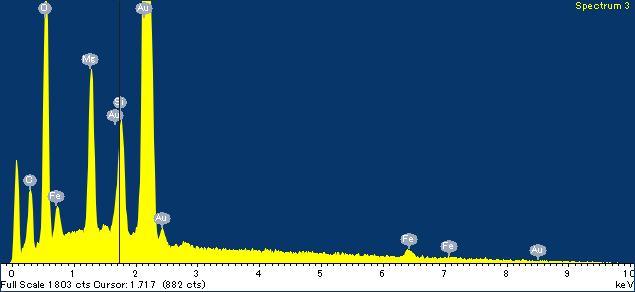 Spectrum 3
O
Au
Mg
Si
Au
C
Fe
Au
Fe
Fe
Au
0 1 2 3 4 5 6 7 8 9 10
Full Scale 1803 cts Cursor: 1.717 (882 cts) keV